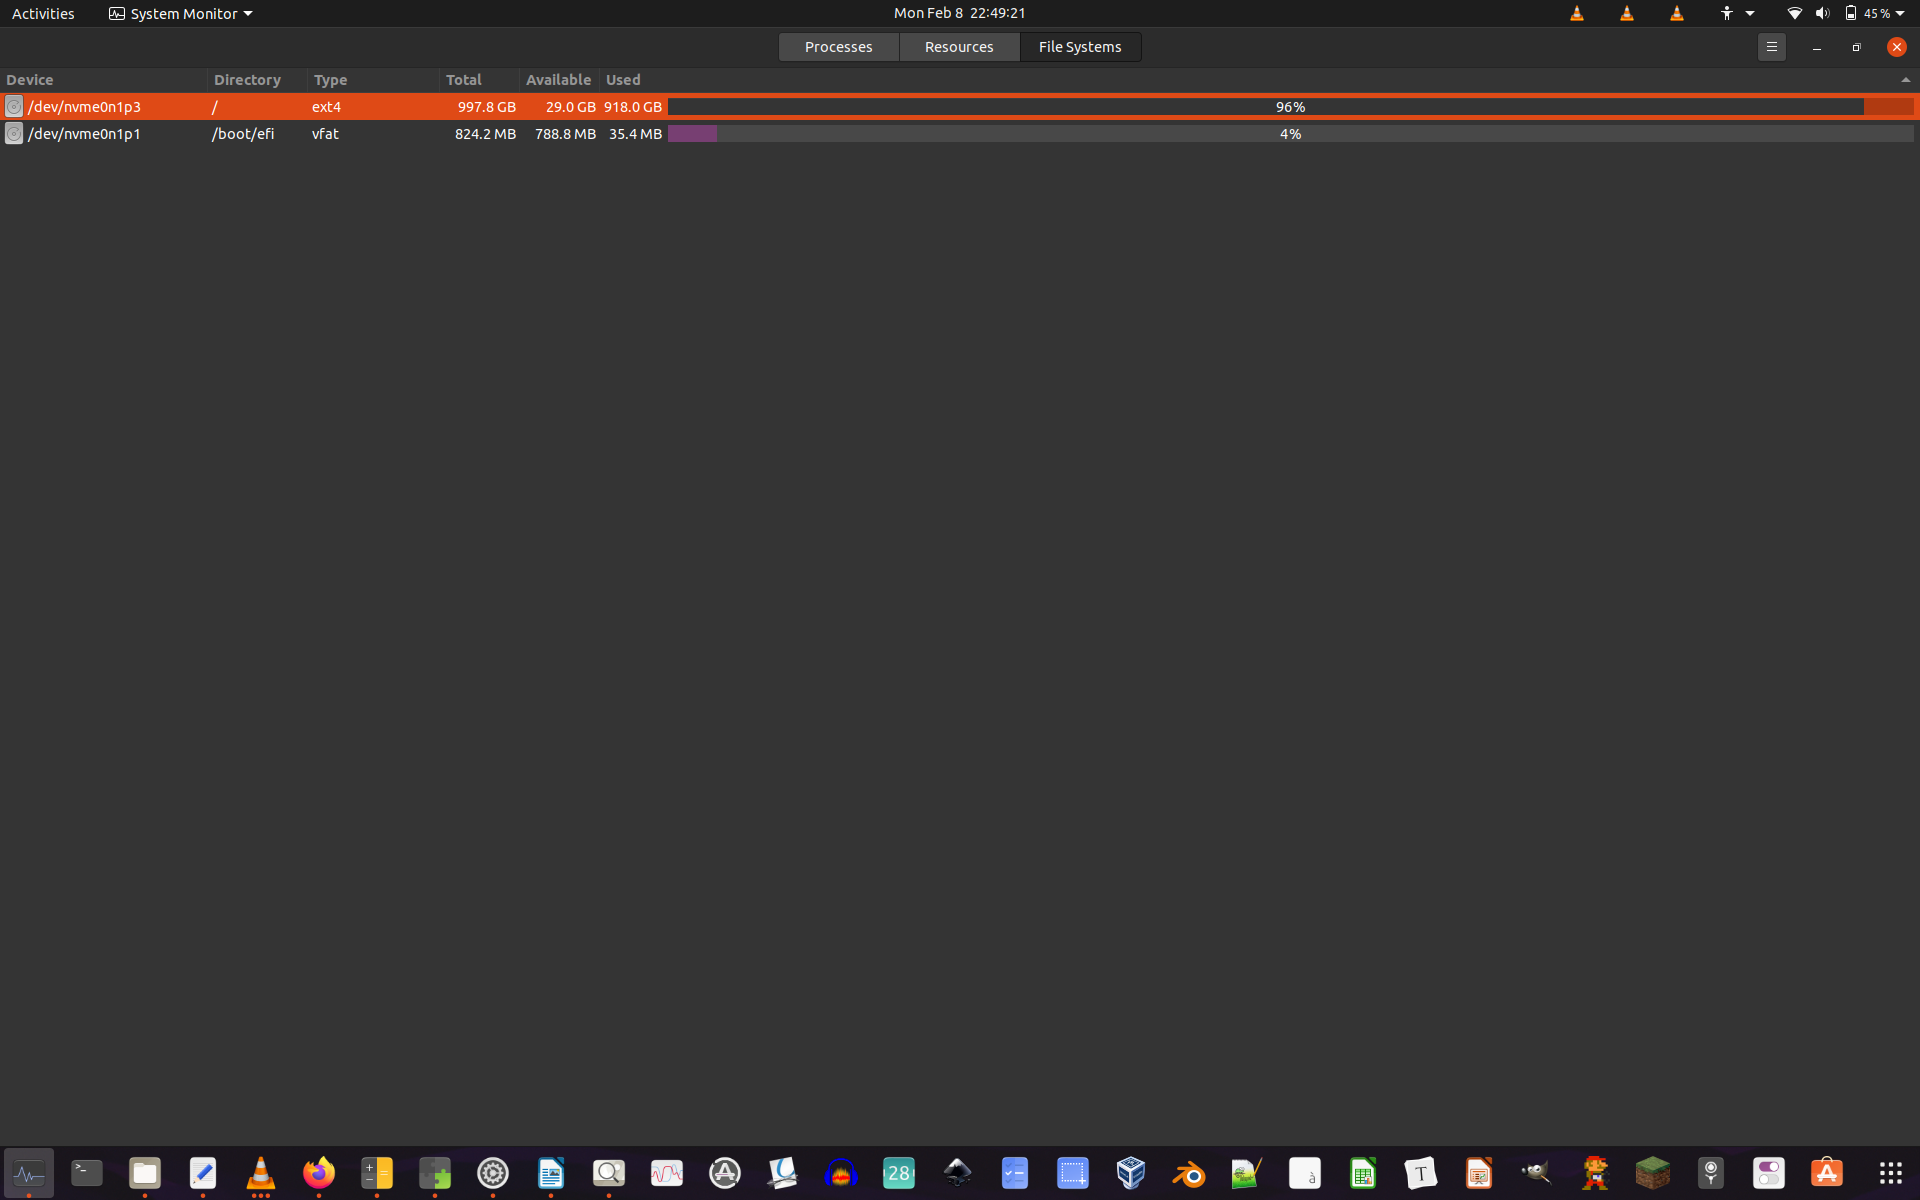 Activities System Monitor Mon Feb 8 22:49:21 45 %
Processes Resources File Systems
Device Directory Type Total Available Used
/dev/nvme0n1p3 / ext4 997.8 GB 29.0 GB 918.0 GB 96%
/dev/nvme0n1p1 /boot/efi vfat 824.2 MB 788.8 MB 35.4 MB 4%
>_ 28 à T